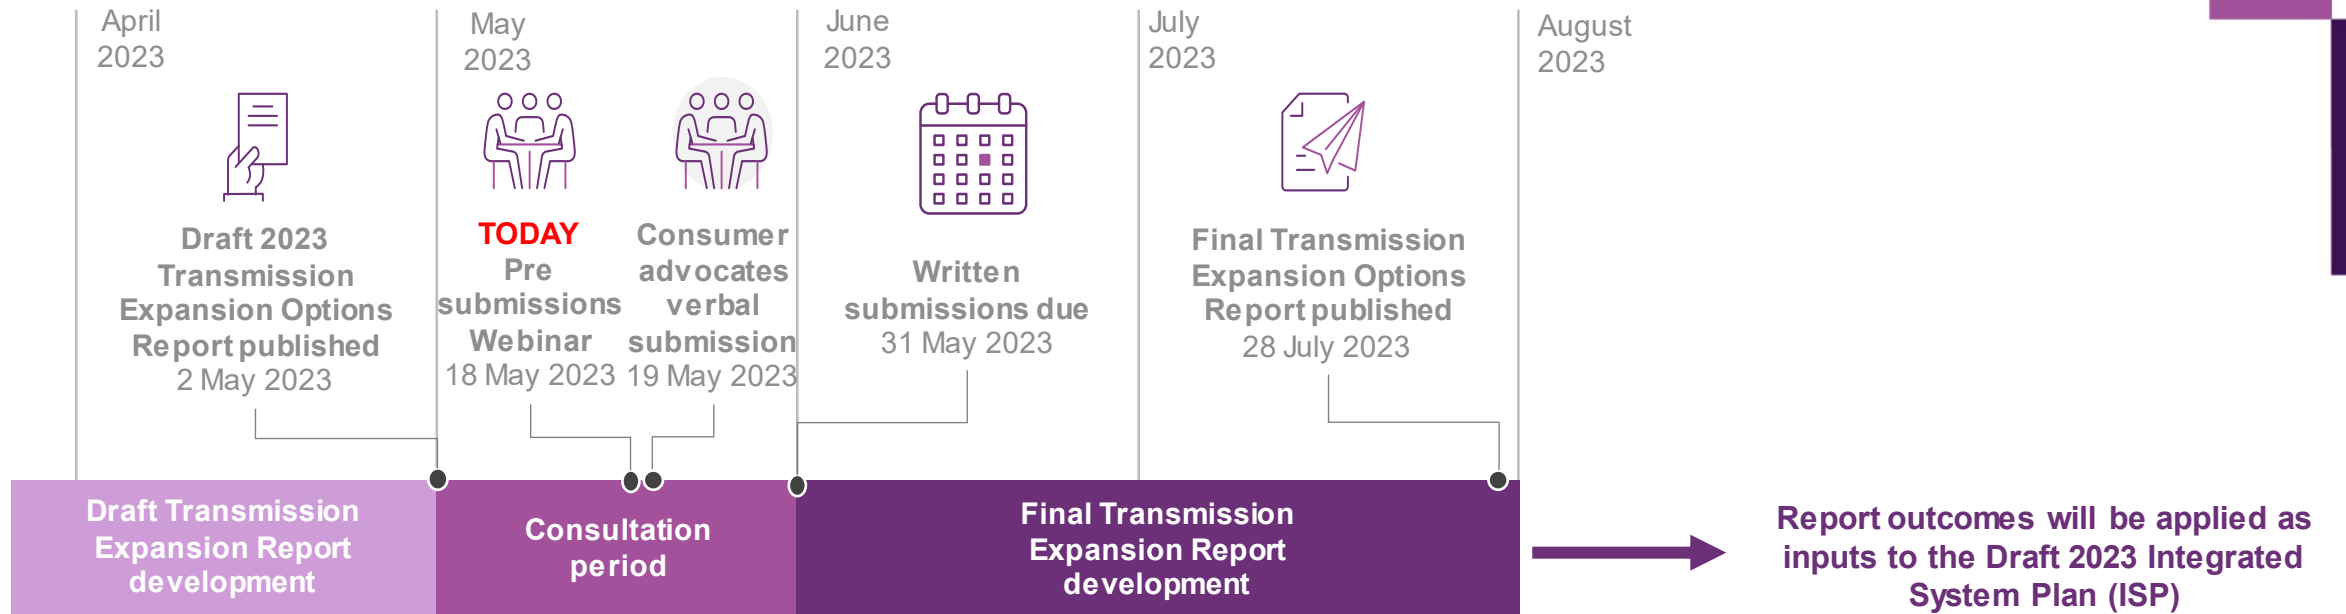 April
2023
May
2023
June
2023
July
2023
August
2023
Draft 2023
Transmission
Expansion Options
Report published
2 May 2023
TODAY
Pre
submissions
Webinar
18 May 2023
Consumer
advocates
verbal
submission
19 May 2023
Written
submissions due
31 May 2023
Final Transmission
Expansion Options
Report published
28 July 2023
Draft Transmission
Expansion Report
development
Consultation
period
Final Transmission
Expansion Report
development
Report outcomes will be applied as
inputs to the Draft 2023 Integrated
System Plan (ISP)